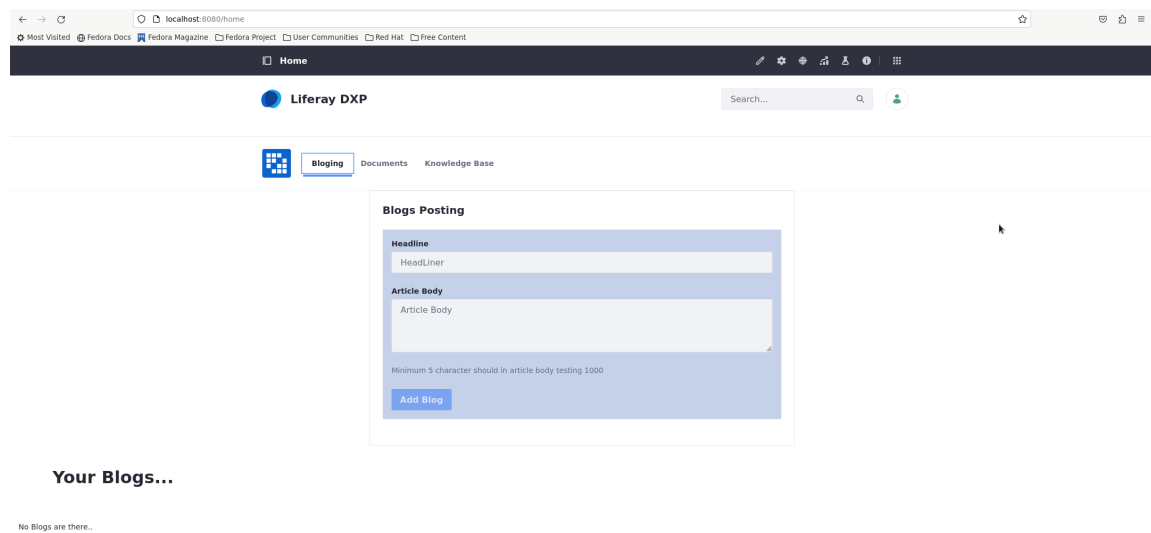 localhost:8080/home
Most Visited Fedora Docs Fedora Magazine Fedora Project User Communities Red Hat Free Content
Home
Liferay DXP
Search...
Bloging Documents Knowledge Base
Blogs Posting
Headline
HeadLiner
Article Body
Article Body
Minimum 5 character should in article body testing 1000
Add Blog
Your Blogs...
No Blogs are there..